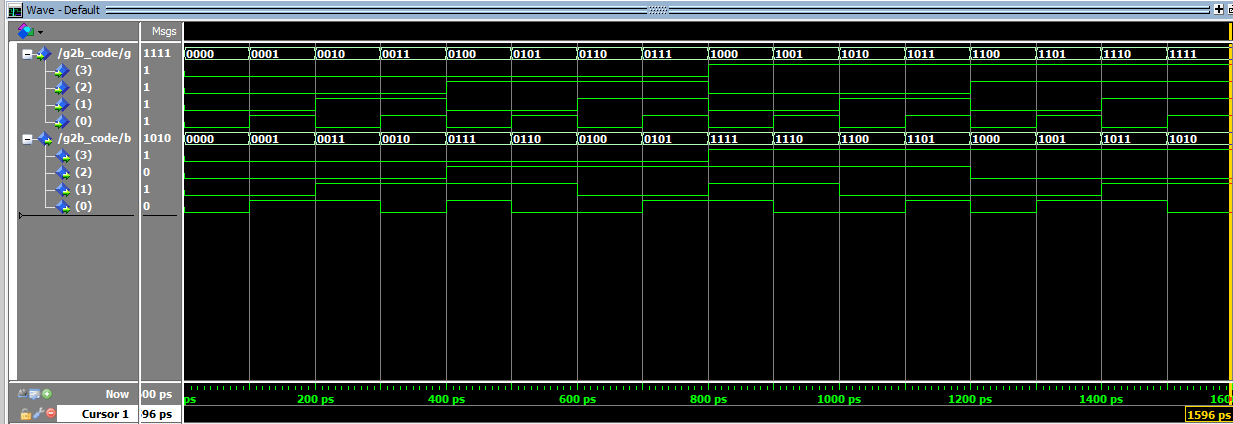 Wave - Default
Msgs
/g2b_code/g 1111 0000 0001 0010 0011 0100 0101 0110 0111 1000 1001 1010 1011 1100 1101 1110 1111
(3) 1
(2) 1
(1) 1
(0) 1
/g2b_code/b 1010 0000 0001 0011 0010 0111 0110 0100 0101 1111 1110 1100 1101 1000 1001 1011 1010
(3) 1
(2) 0
(1) 1
(0) 0
Now 00 ps ps 200 ps 400 ps 600 ps 800 ps 1000 ps 1200 ps 1400 ps 1600
Cursor 1 96 ps 1596 ps